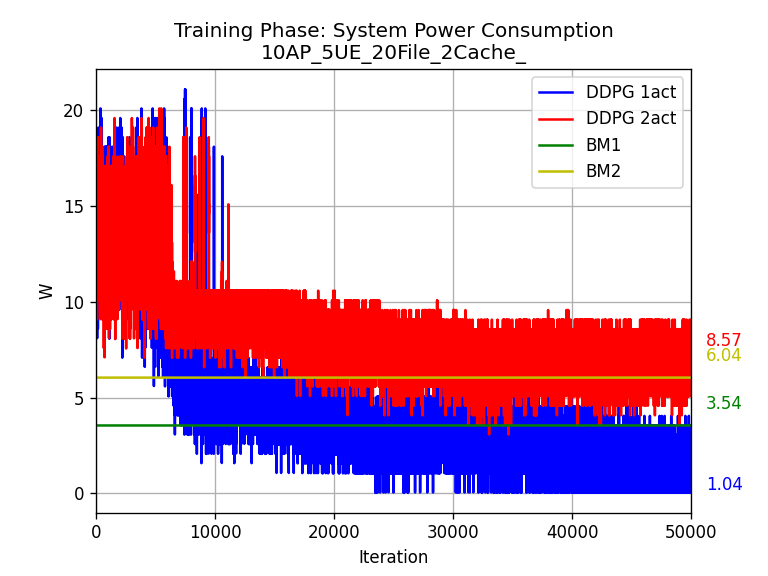 Training Phase: System Power Consumption
10AP_5UE_20File_2Cache_
DDPG 1act
DDPG 2act
BM1
BM2
W
20
15
10
5
0
8.57
6.04
3.54
1.04
0 10000 20000 30000 40000 50000
Iteration